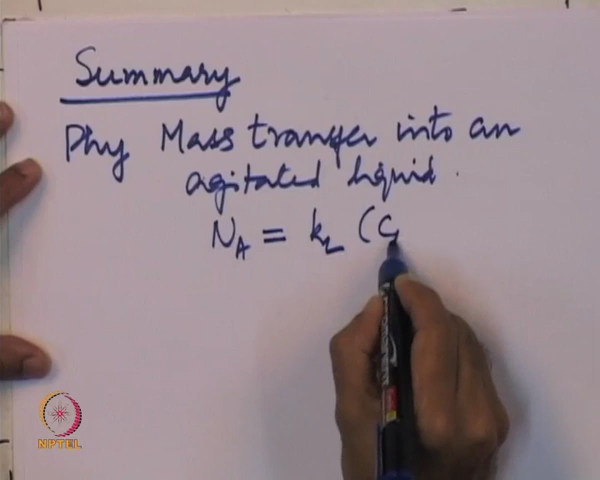 Summary
Phy Mass transfer into an
agitated liquid.
N_A = k_L (C
NPTEL